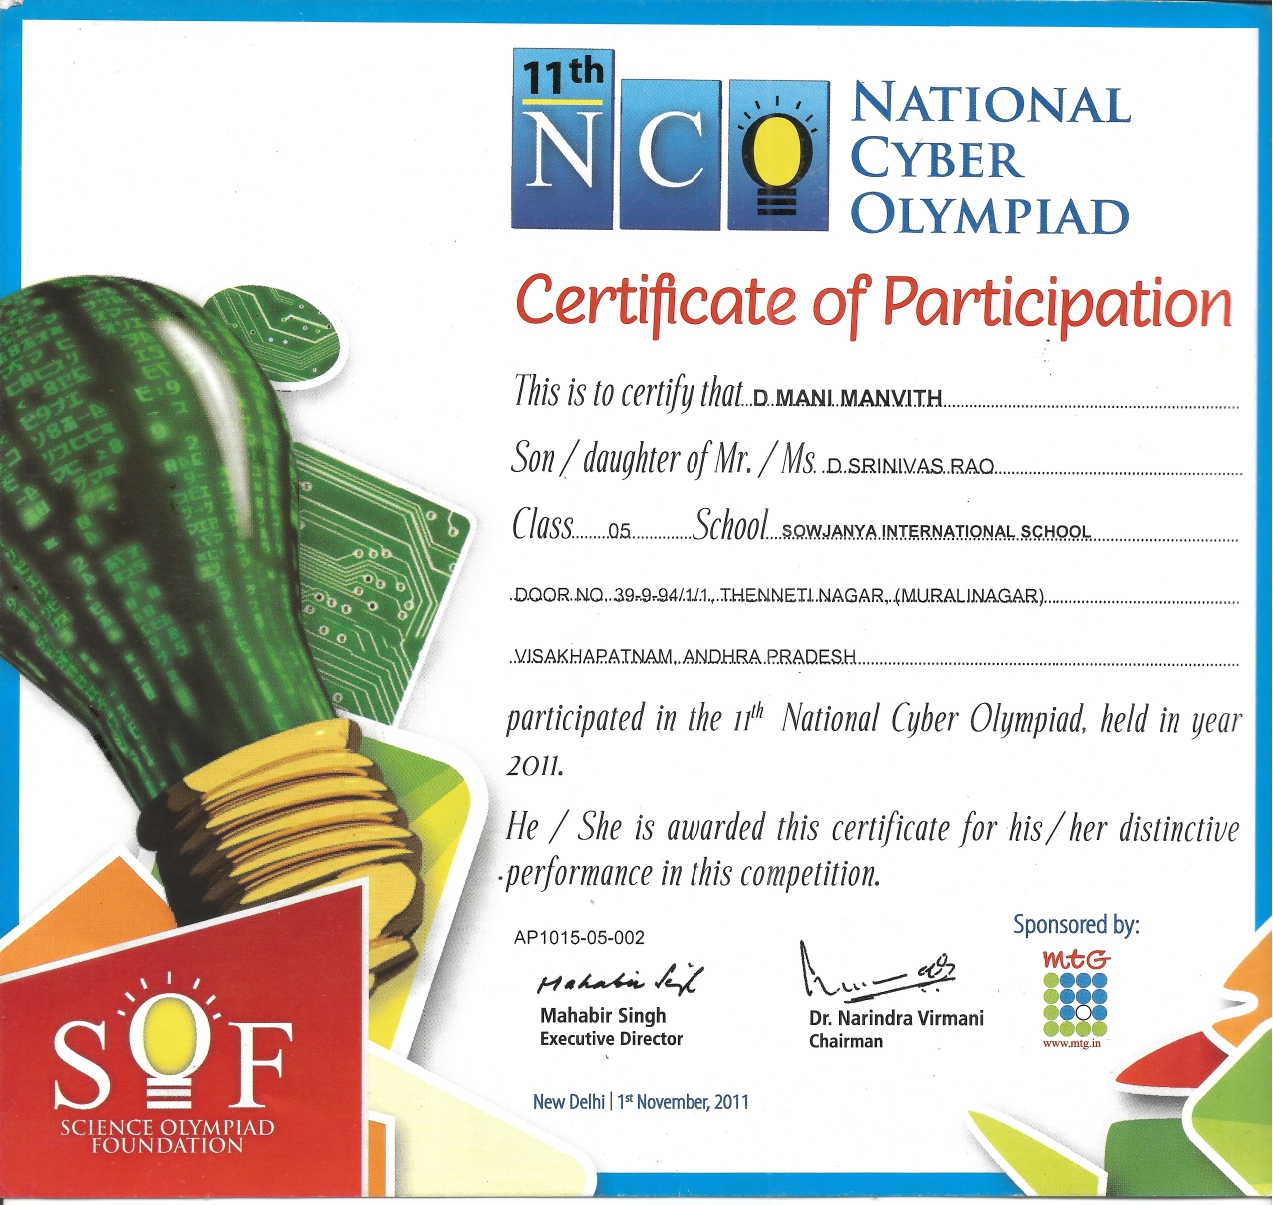 11th
NCO
NATIONAL
CYBER
OLYMPIAD
Certificate of Participation
This is to certify that D MANI MANVITH
Son / daughter of Mr. / Ms. D SRINIVAS RAO
Class 05 School SOWJANYA INTERNATIONAL SCHOOL
DOOR NO. 39-9-94/1/1, THENNETI NAGAR, (MURALINAGAR)
VISAKHAPATNAM, ANDHRA PRADESH
participated in the 11th National Cyber Olympiad, held in year
2011.
He / She is awarded this certificate for his / her distinctive
performance in this competition.
AP1015-05-002
Mahabir Singh
Mahabir Singh
Executive Director
Dr. Narindra Virmani
Chairman
Sponsored by:
mtG
www.mtg.in
New Delhi | 1st November, 2011
SOF
SCIENCE OLYMPIAD
FOUNDATION